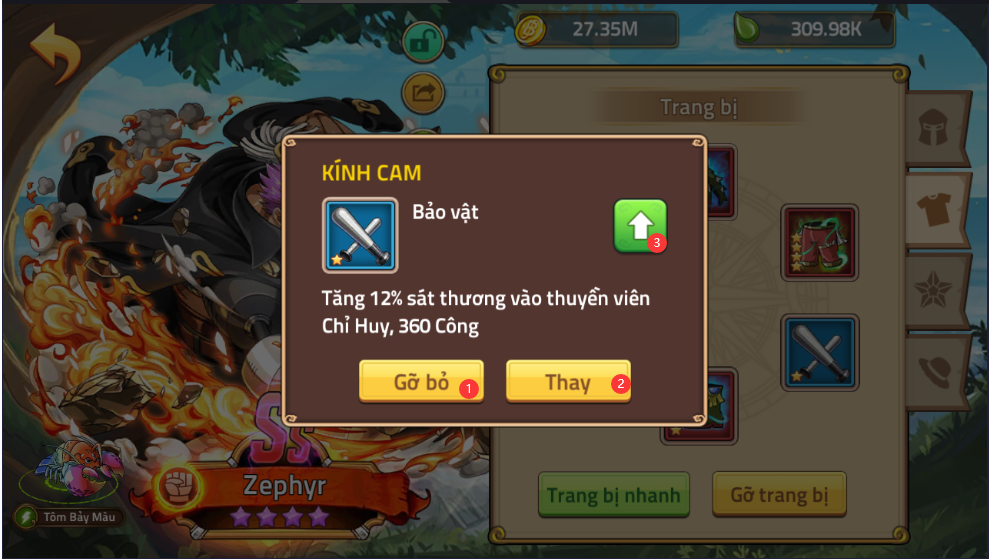 27.35M
309.98K
Trang bị
KÍNH CAM
Bảo vật
3
Tăng 12% sát thương vào thuyền viên
Chỉ Huy, 360 Công
Gỡ bỏ 1
Thay 2
SS
Zephyr
Tôm Bảy Màu
Trang bị nhanh
Gỡ trang bị